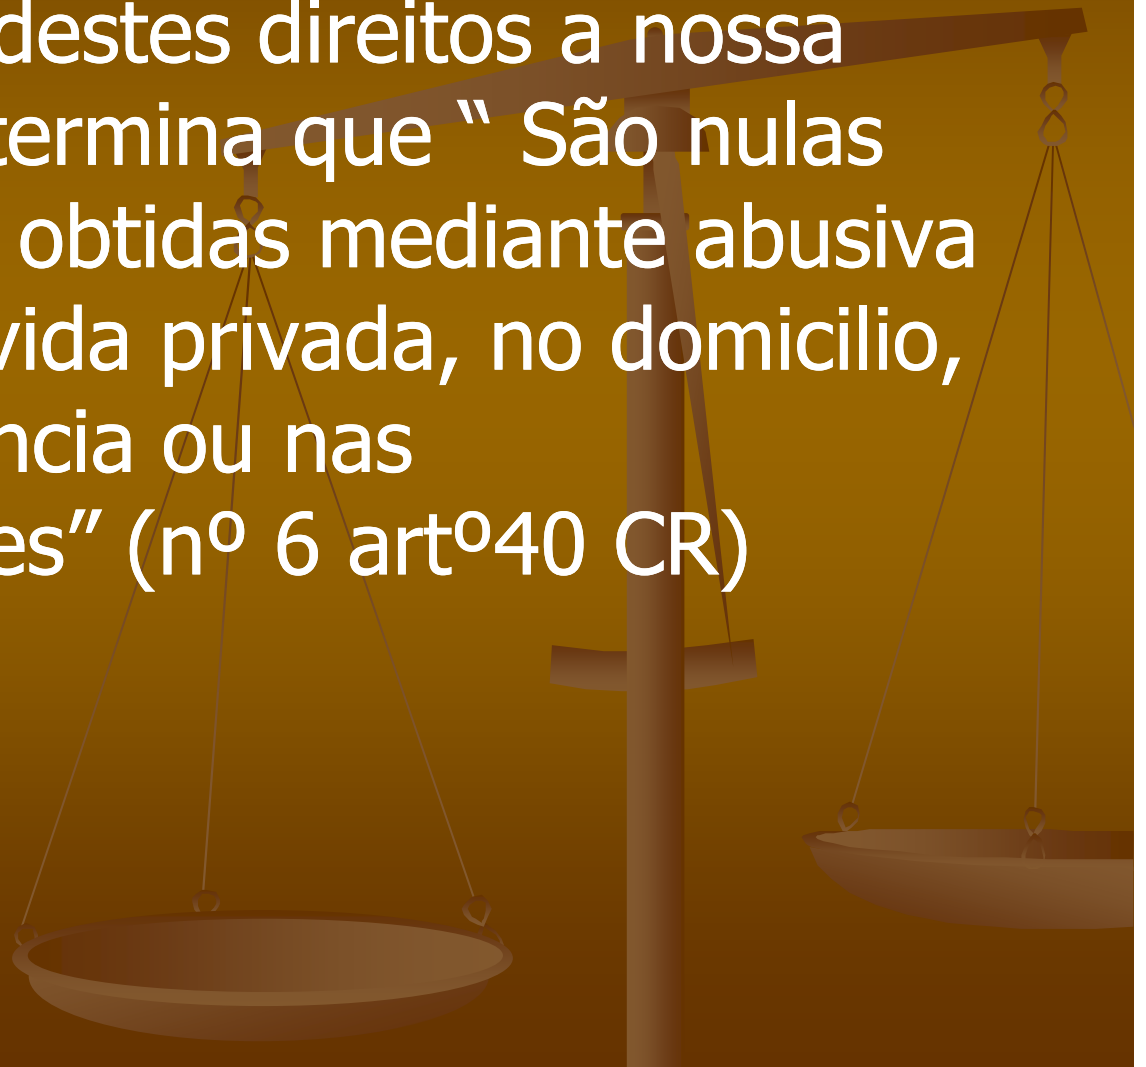 destes direitos a nossa
termina que “ São nulas
obtidas mediante abusiva
vida privada, no domicilio,
ncia ou nas
es” (nº 6 artº40 CR)